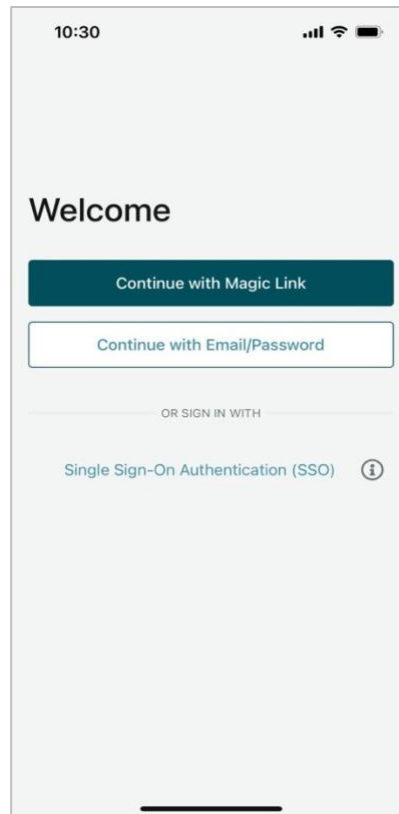 10:30
Welcome
Continue with Magic Link
Continue with Email/Password
OR SIGN IN WITH
Single Sign-On Authentication (SSO)